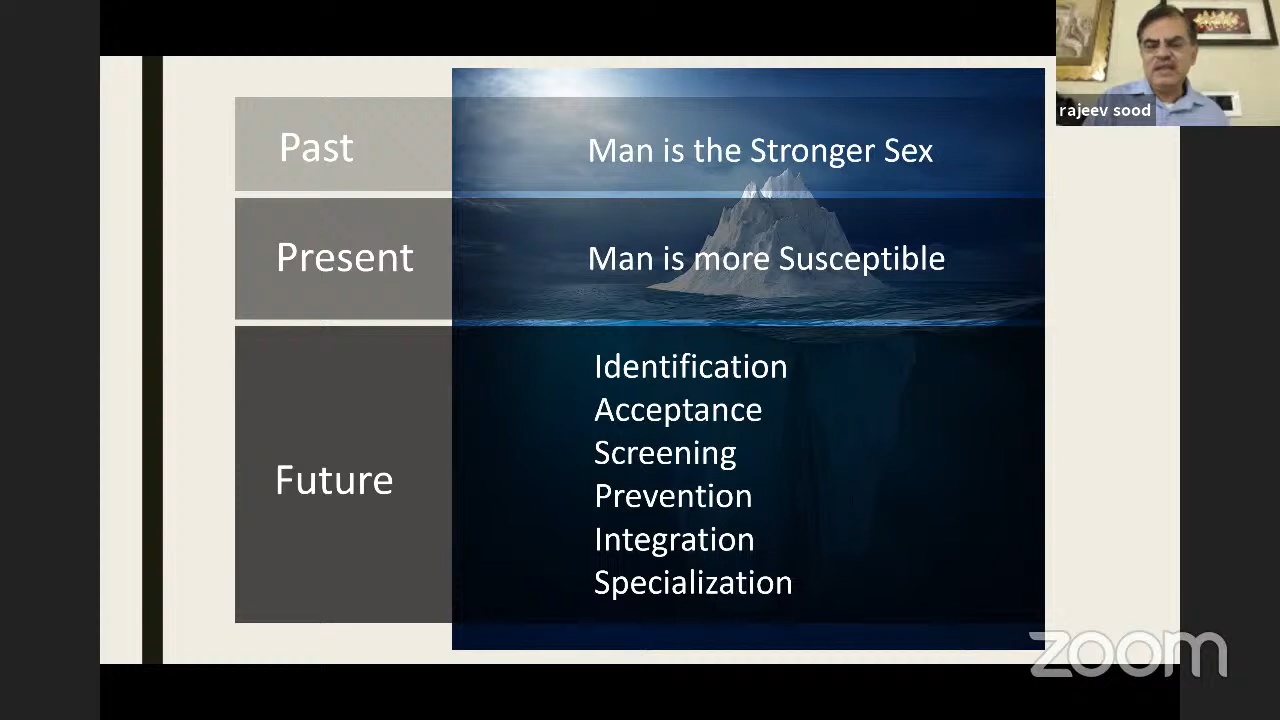 rajeev sood
Past
Man is the Stronger Sex
Present
Man is more Susceptible
Future
Identification
Acceptance
Screening
Prevention
Integration
Specialization
zoom